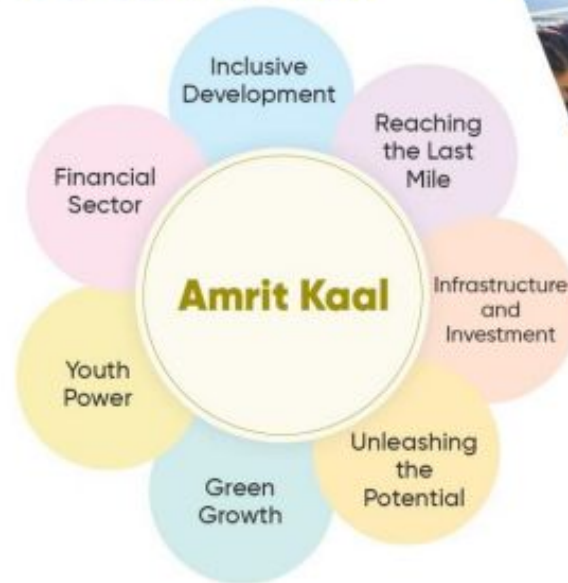 Inclusive
Development
Reaching
the Last
Mile
Infrastructure
and
Investment
Unleashing
the
Potential
Green
Growth
Youth
Power
Financial
Sector
Amrit Kaal